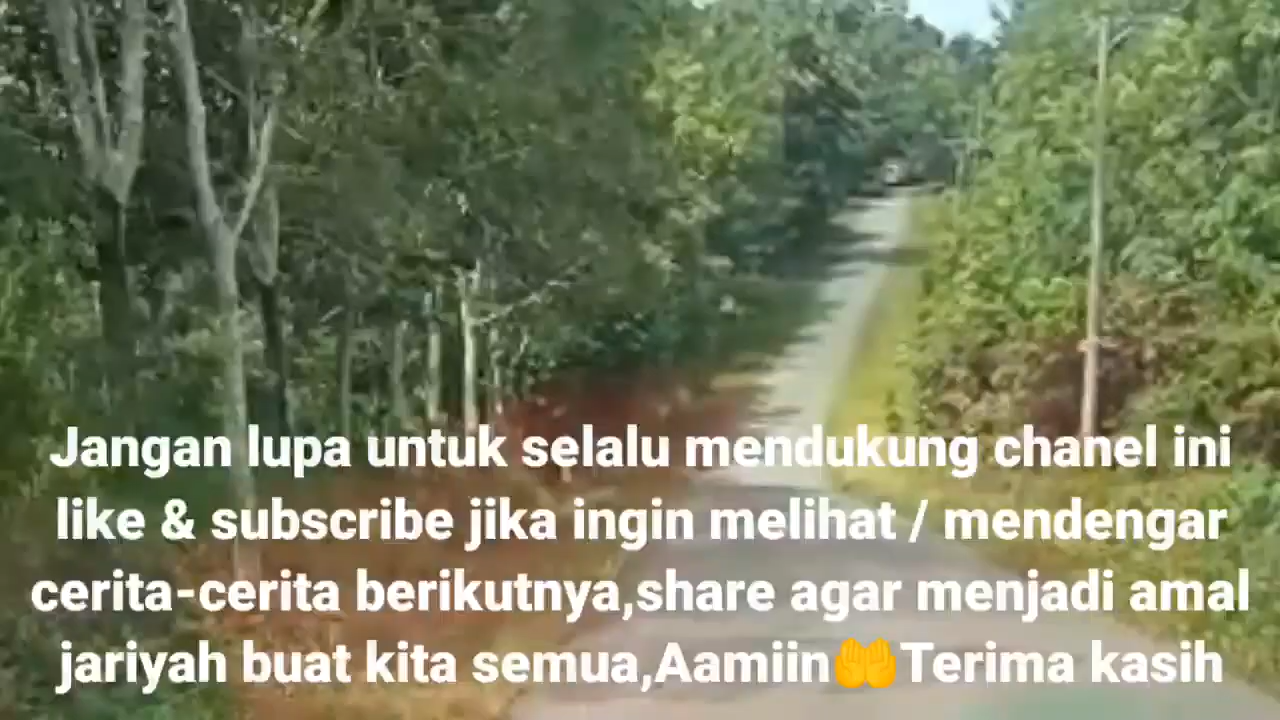 Jangan lupa untuk selalu mendukung chanel ini
like & subscribe jika ingin melihat / mendengar
cerita-cerita berikutnya,share agar menjadi amal
jariyah buat kita semua,Aamiin🤲Terima kasih